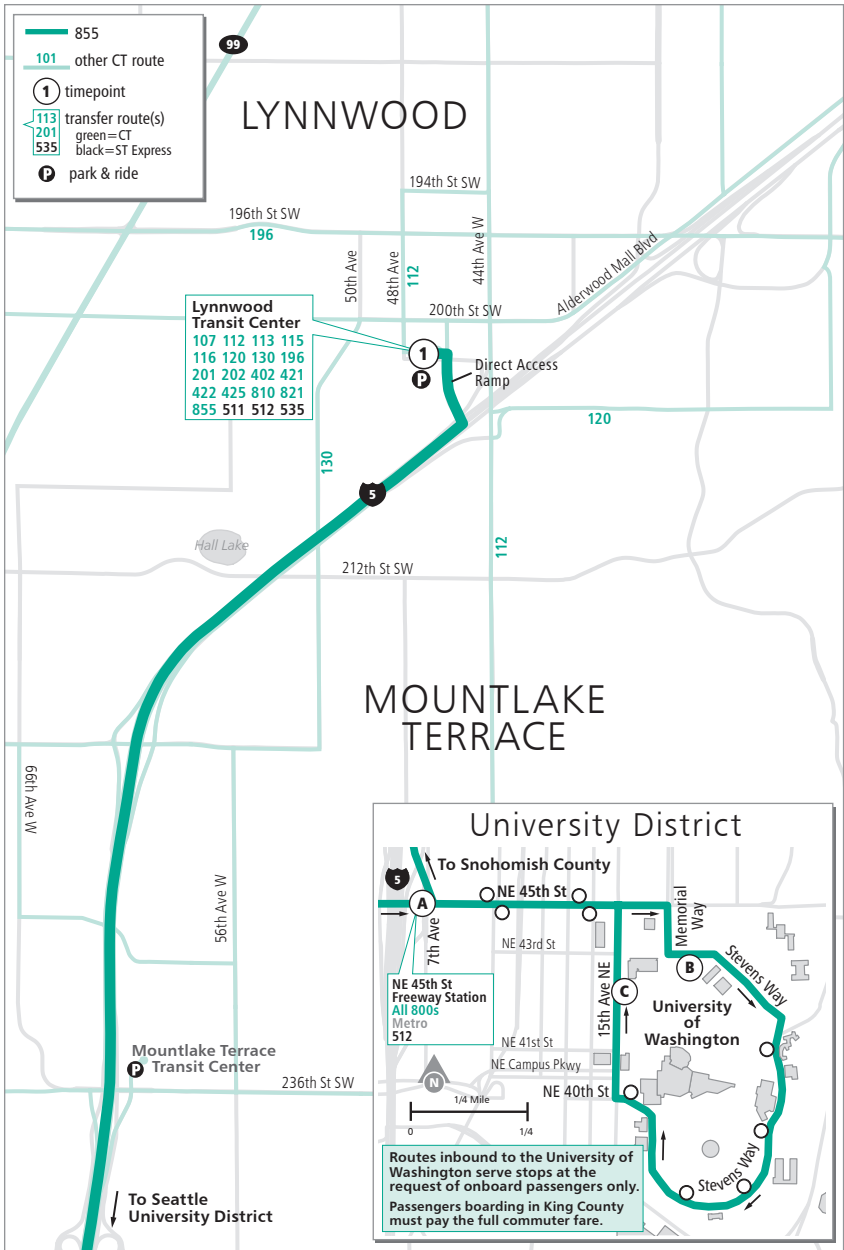 855
101
other CT route
1
timepoint
113
201
535
transfer route(s)
green=CT
black=ST Express
P
park & ride
99
LYNNWOOD
194th St SW
196th St SW
196
50th Ave
48th Ave
112
44th Ave W
Alderwood Mall Blvd
200th St SW
Lynnwood
Transit Center
107 112 113 115
116 120 130 196
201 202 402 421
422 425 810 821
855 511 512 535
1
P
Direct Access
Ramp
120
130
5
112
Hall Lake
212th St SW
MOUNTLAKE
TERRACE
66th Ave W
56th Ave W
Mountlake Terrace
Transit Center
P
236th St SW
To Seattle
University District
University District
To Snohomish County
5
A
NE 45th St
7th Ave
Memorial
Way
NE 43rd St
B
Stevens Way
NE 45th St
Freeway Station
All 800s
Metro
512
15th Ave NE
C
University
of
Washington
NE 41st St
NE Campus Pkwy
N
NE 40th St
1/4 Mile
0
1/4
Stevens Way
Routes inbound to the University of
Washington serve stops at the
request of onboard passengers only.
Passengers boarding in King County
must pay the full commuter fare.